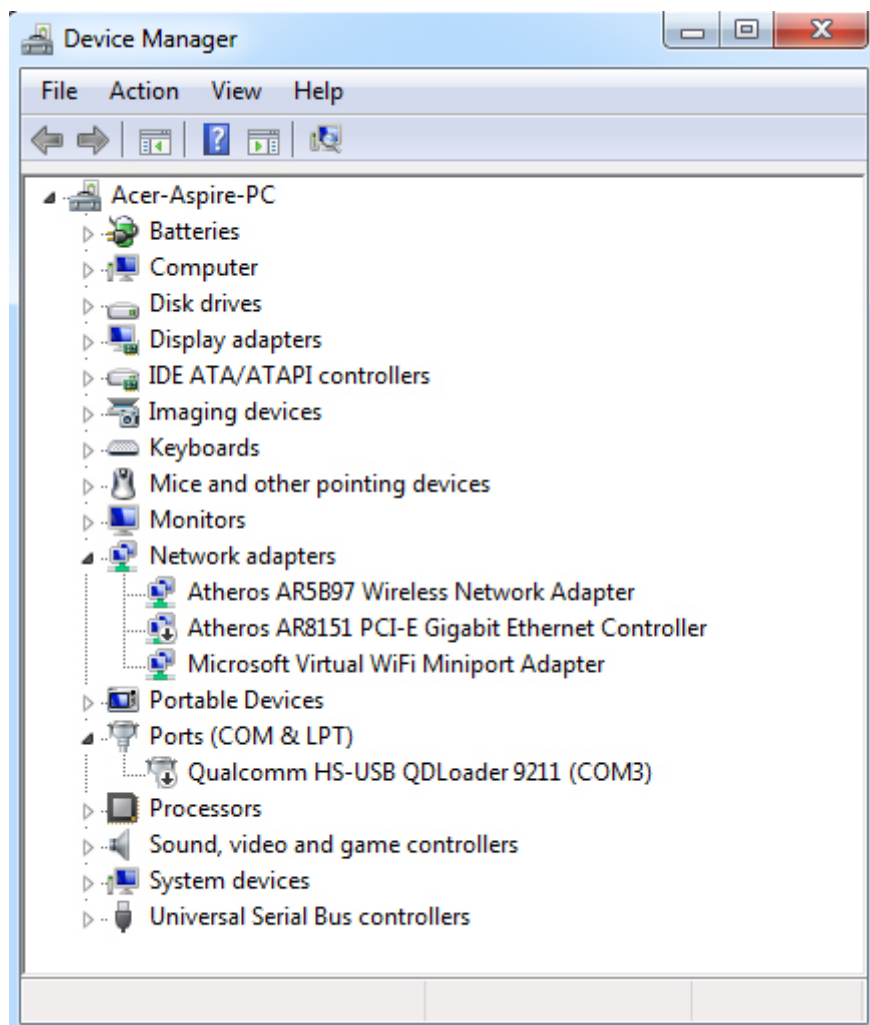 Device Manager
File Action View Help
?
Acer-Aspire-PC
Batteries
Computer
Disk drives
Display adapters
IDE ATA/ATAPI controllers
Imaging devices
Keyboards
Mice and other pointing devices
Monitors
Network adapters
Atheros AR5B97 Wireless Network Adapter
Atheros AR8151 PCI-E Gigabit Ethernet Controller
Microsoft Virtual WiFi Miniport Adapter
Portable Devices
Ports (COM & LPT)
Qualcomm HS-USB QDLoader 9211 (COM3)
Processors
Sound, video and game controllers
System devices
Universal Serial Bus controllers